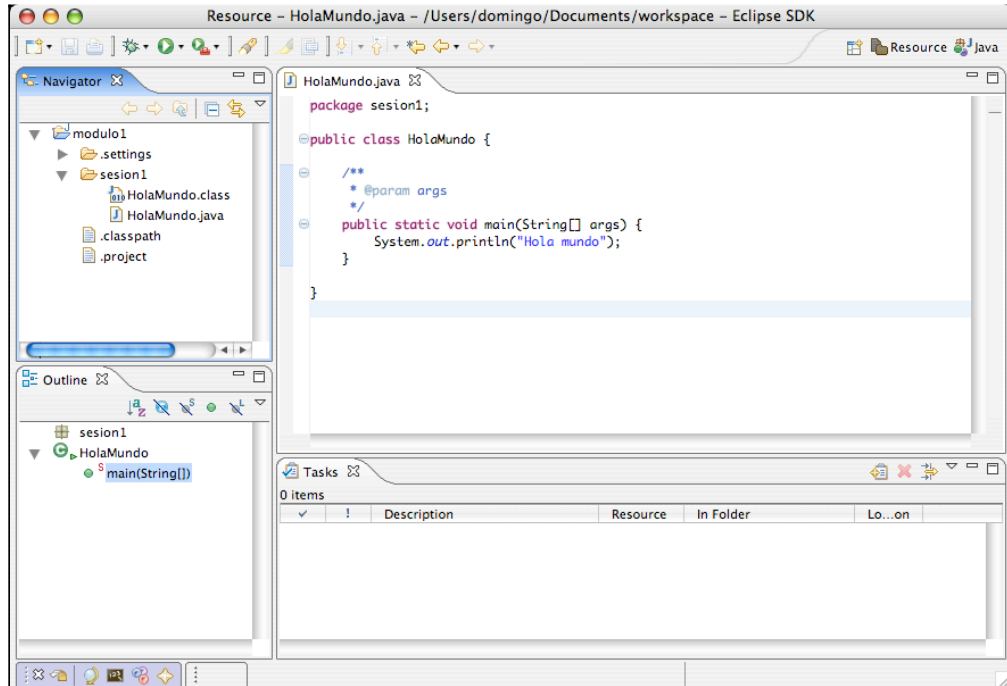 Resource – HolaMundo.java – /Users/domingo/Documents/workspace – Eclipse SDK
Resource Java
Navigator
modulo1
.settings
sesion1
HolaMundo.class
HolaMundo.java
.classpath
.project
Outline
sesion1
HolaMundo
main(String[])
HolaMundo.java
package sesion1;
public class HolaMundo {
/**
* @param args
*/
public static void main(String[] args) {
System.out.println("Hola mundo");
}
}
Tasks
0 items
! Description Resource In Folder Lo...on